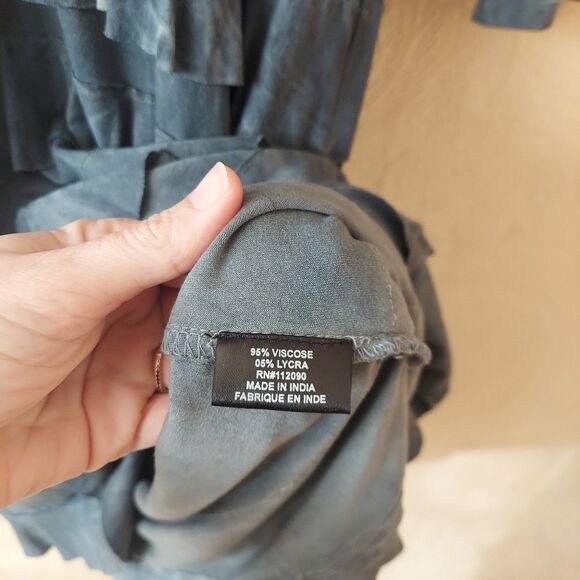 95% VISCOSE
05% LYCRA
RN#112090
MADE IN INDIA
FABRIQUE EN INDE